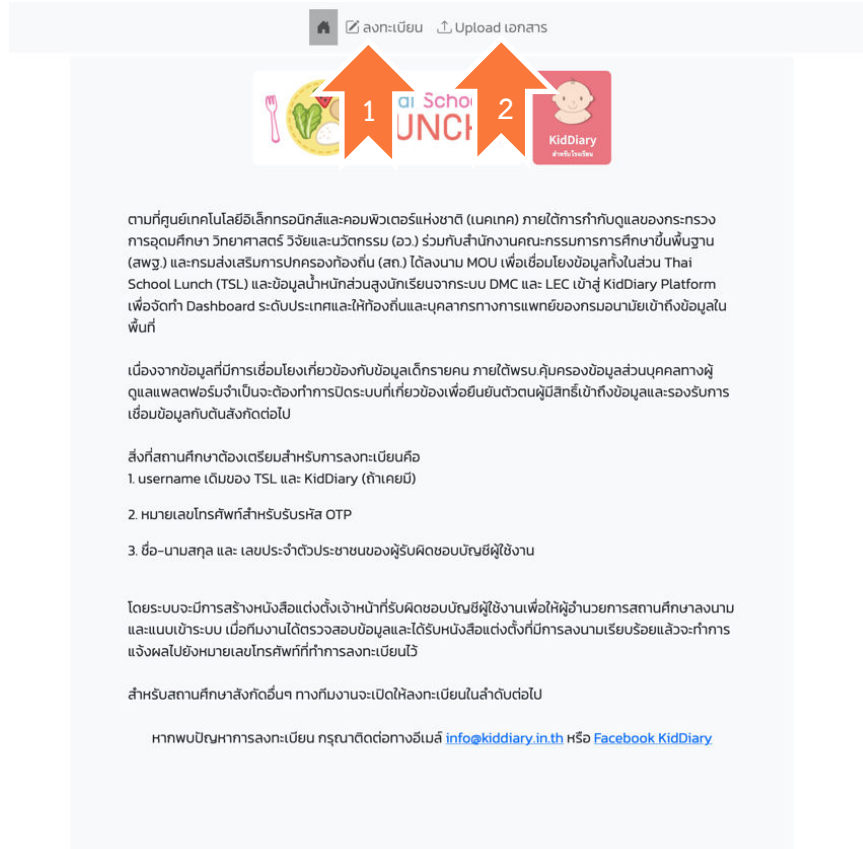 ลงทะเบียน Upload เอกสาร
1 2
ai Schoo
UNCH
KidDiary
สำหรับโรงเรียน
ตามที่ศูนย์เทคโนโลยีอิเล็กทรอนิกส์และคอมพิวเตอร์แห่งชาติ (เนคเทค) ภายใต้การกำกับดูแลของกระทรวง
การอุดมศึกษา วิทยาศาสตร์ วิจัยและนวัตกรรม (อว.) ร่วมกับสำนักงานคณะกรรมการการศึกษาขึ้นพื้นฐาน
(สพฐ.) และกรมส่งเสริมการปกครองท้องถิ่น (สถ.) ได้ลงนาม MOU เพื่อเชื่อมโยงข้อมูลทั้งในส่วน Thai
School Lunch (TSL) และข้อมูลน้ำหนักส่วนสูงนักเรียนจากระบบ DMC และ LEC เข้าสู่ KidDiary Platform
เพื่อจัดทำ Dashboard ระดับประเทศและให้ท้องถิ่นและบุคลากรทางการแพทย์ของกรมอนามัยเข้าถึงข้อมูลใน
พื้นที่
เนื่องจากข้อมูลที่มีการเชื่อมโยงเกี่ยวข้องกับข้อมูลเด็กรายคน ภายใต้พรบ.คุ้มครองข้อมูลส่วนบุคคลทางผู้
ดูแลแพลตฟอร์มจำเป็นจะต้องทำการปิดระบบที่เกี่ยวข้องเพื่อยืนยันตัวตนผู้มีสิทธิ์เข้าถึงข้อมูลและรองรับการ
เชื่อมข้อมูลกับต้นสังกัดต่อไป
สิ่งที่สถานศึกษาต้องเตรียมสำหรับการลงทะเบียนคือ
1. username เดิมของ TSL และ KidDiary (ถ้าเคยมี)
2. หมายเลขโทรศัพท์สำหรับรับรหัส OTP
3. ชื่อ-นามสกุล และ เลขประจำตัวประชาชนของผู้รับผิดชอบบัญชีผู้ใช้งาน
โดยระบบจะมีการสร้างหนังสือแต่งตั้งเจ้าหน้าที่รับผิดชอบบัญชีผู้ใช้งานเพื่อให้ผู้อำนวยการสถานศึกษาลงนาม
และแนบเข้าระบบ เมื่อทีมงานได้ตรวจสอบข้อมูลและได้รับหนังสือแต่งตั้งที่มีการลงนามเรียบร้อยแล้วจะทำการ
แจ้งผลไปยังหมายเลขโทรศัพท์ที่ทำการลงทะเบียนไว้
สำหรับสถานศึกษาสังกัดอื่นๆ ทางทีมงานจะเปิดให้ลงทะเบียนในลำดับต่อไป
หากพบปัญหาการลงทะเบียน กรุณาติดต่อทางอีเมล์ info@kiddiary.in.th หรือ Facebook KidDiary